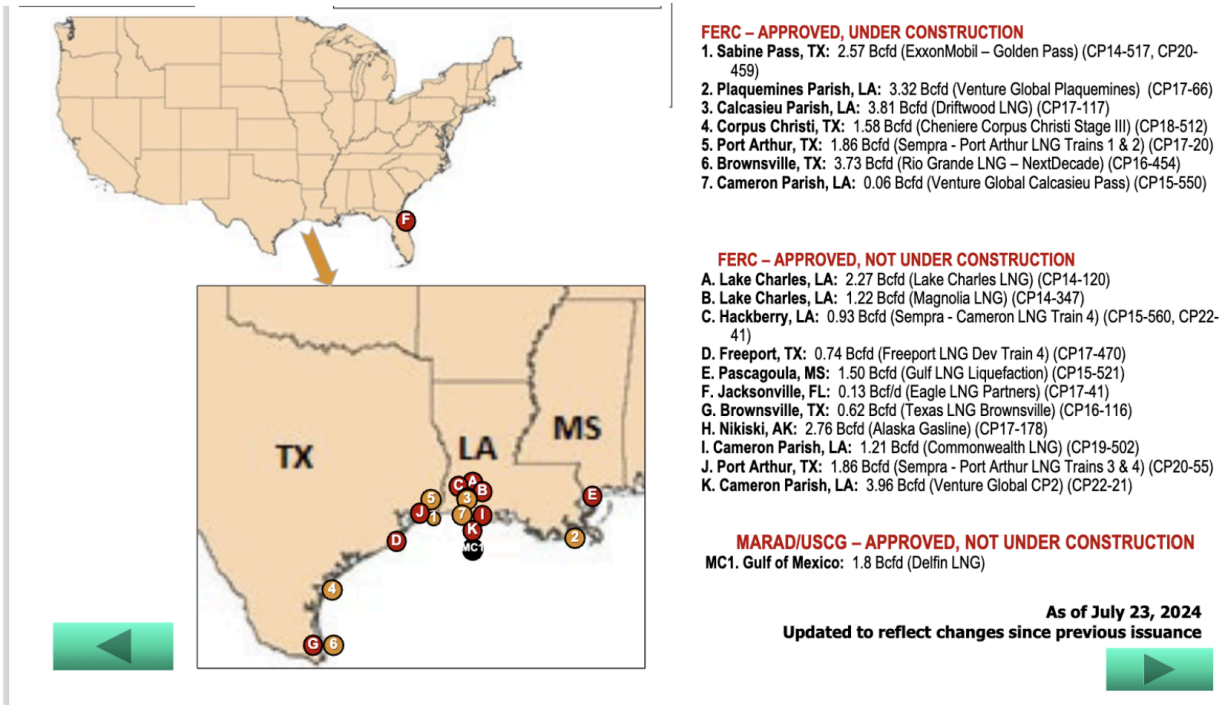 FERC – APPROVED, UNDER CONSTRUCTION
1. Sabine Pass, TX: 2.57 Bcfd (ExxonMobil – Golden Pass) (CP14-517, CP20-
459)
2. Plaquemines Parish, LA: 3.32 Bcfd (Venture Global Plaquemines) (CP17-66)
3. Calcasieu Parish, LA: 3.81 Bcfd (Driftwood LNG) (CP17-117)
4. Corpus Christi, TX: 1.58 Bcfd (Cheniere Corpus Christi Stage III) (CP18-512)
5. Port Arthur, TX: 1.86 Bcfd (Sempra - Port Arthur LNG Trains 1 & 2) (CP17-20)
6. Brownsville, TX: 3.73 Bcfd (Rio Grande LNG – NextDecade) (CP16-454)
7. Cameron Parish, LA: 0.06 Bcfd (Venture Global Calcasieu Pass) (CP15-550)
FERC – APPROVED, NOT UNDER CONSTRUCTION
A. Lake Charles, LA: 2.27 Bcfd (Lake Charles LNG) (CP14-120)
B. Lake Charles, LA: 1.22 Bcfd (Magnolia LNG) (CP14-347)
C. Hackberry, LA: 0.93 Bcfd (Sempra - Cameron LNG Train 4) (CP15-560, CP22-
41)
D. Freeport, TX: 0.74 Bcfd (Freeport LNG Dev Train 4) (CP17-470)
E. Pascagoula, MS: 1.50 Bcfd (Gulf LNG Liquefaction) (CP15-521)
F. Jacksonville, FL: 0.13 Bcf/d (Eagle LNG Partners) (CP17-41)
G. Brownsville, TX: 0.62 Bcfd (Texas LNG Brownsville) (CP16-116)
H. Nikiski, AK: 2.76 Bcfd (Alaska Gasline) (CP17-178)
I. Cameron Parish, LA: 1.21 Bcfd (Commonwealth LNG) (CP19-502)
J. Port Arthur, TX: 1.86 Bcfd (Sempra - Port Arthur LNG Trains 3 & 4) (CP20-55)
K. Cameron Parish, LA: 3.96 Bcfd (Venture Global CP2) (CP22-21)
MARAD/USCG – APPROVED, NOT UNDER CONSTRUCTION
MC1. Gulf of Mexico: 1.8 Bcfd (Delfin LNG)
As of July 23, 2024
Updated to reflect changes since previous issuance
F
TX
LA
MS
C
A
B
5
3
E
J
1
7
I
K
D
2
MC1
4
G
6